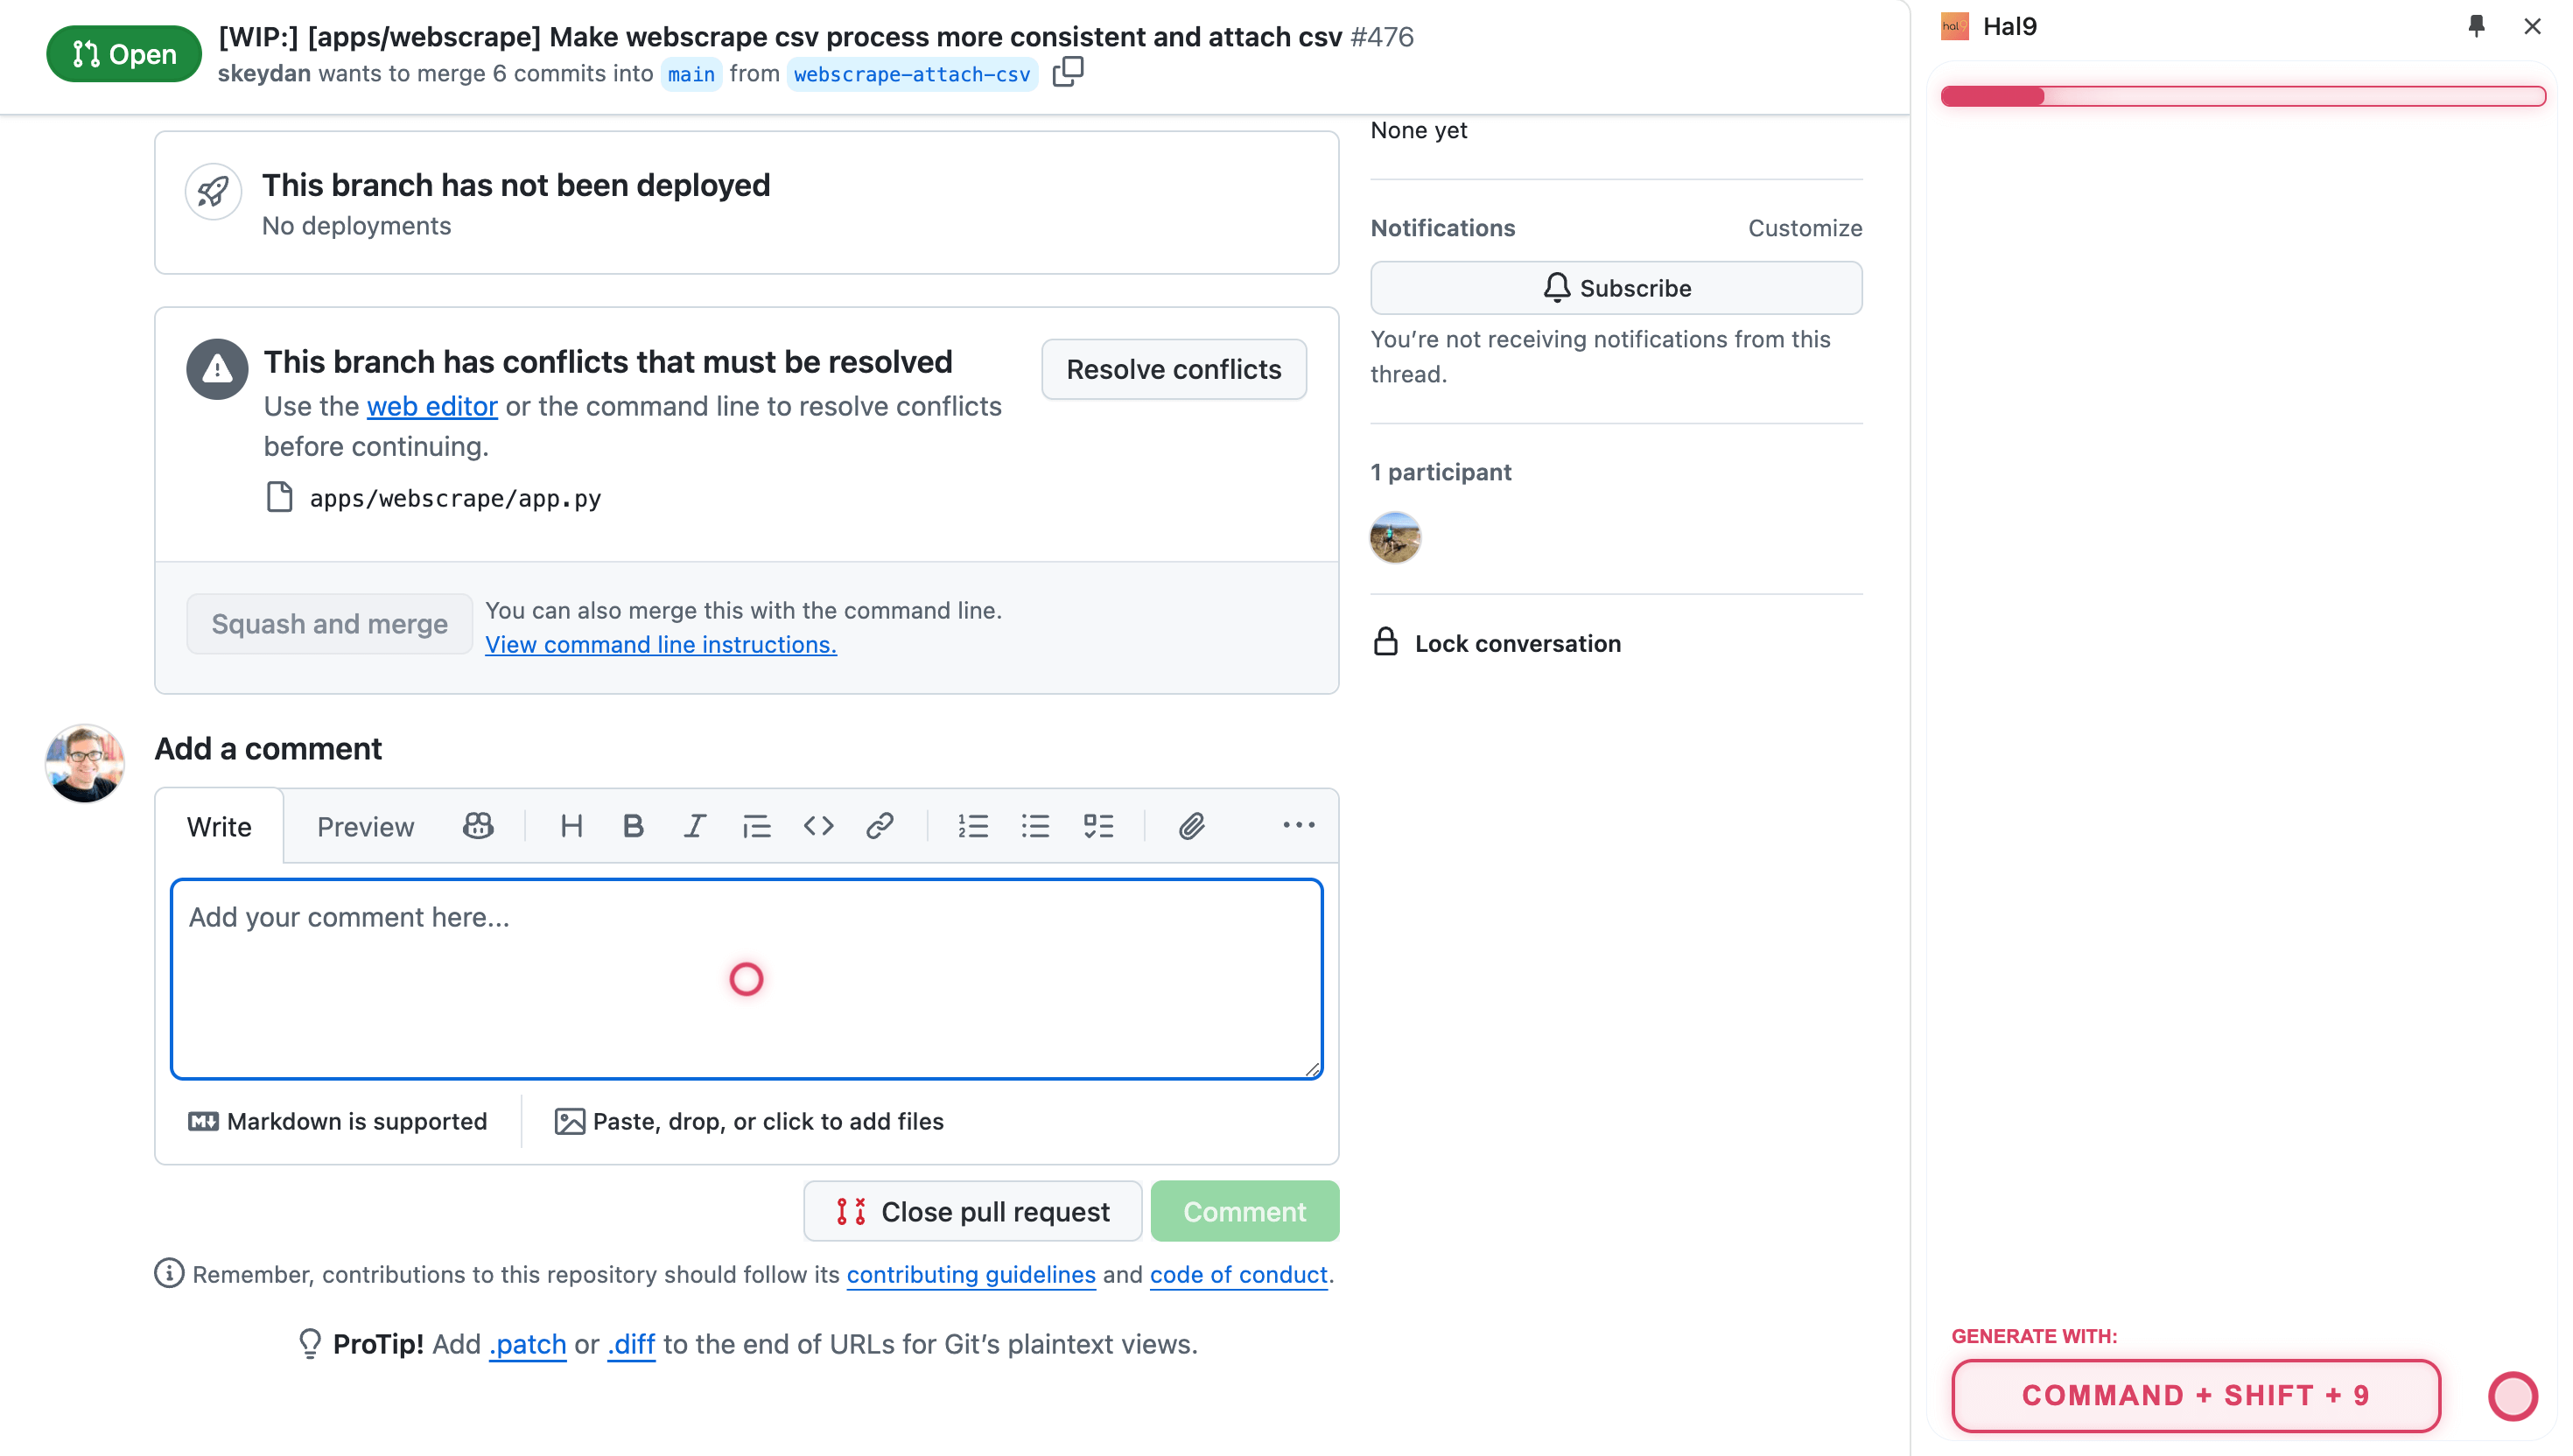 Open
[WIP:] [apps/webscrape] Make webscrape csv process more consistent and attach csv #476
skeydan wants to merge 6 commits into main from webscrape-attach-csv
This branch has not been deployed
No deployments
This branch has conflicts that must be resolved
Use the web editor or the command line to resolve conflicts
before continuing.
apps/webscrape/app.py
Resolve conflicts
Squash and merge
You can also merge this with the command line.
View command line instructions.
Add a comment
Write
Preview
Add your comment here...
Markdown is supported
Paste, drop, or click to add files
Close pull request
Comment
Remember, contributions to this repository should follow its contributing guidelines and code of conduct.
ProTip! Add .patch or .diff to the end of URLs for Git’s plaintext views.
None yet
Notifications
Customize
Subscribe
You’re not receiving notifications from this
thread.
1 participant
Lock conversation
hal9
Hal9
GENERATE WITH:
COMMAND + SHIFT + 9